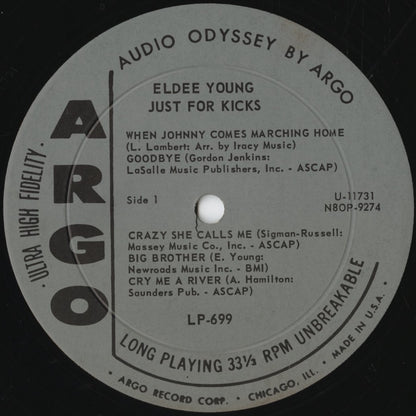 AUDIO ODYSSEY BY ARGO
ELDEE YOUNG
JUST FOR KICKS
WHEN JOHNNY COMES MARCHING HOME
(L. Lambert: Arr. by Iracy Music)
GOODBYE (Gordon Jenkins:
LaSalle Music Publishers, Inc. - ASCAP)
Side 1
U-11731
N8OP-9274
CRAZY SHE CALLS ME (Sigman-Russell:
Massey Music Co., Inc. - ASCAP)
BIG BROTHER (E. Young:
Newroads Music Inc. - BMI)
CRY ME A RIVER (A. Hamilton:
Saunders Pub. - ASCAP)
LP-699
ARGO
· ULTRA HIGH FIDELITY ·
LONG PLAYING 33⅓ RPM UNBREAKABLE
· ARGO RECORD CORP. · CHICAGO, ILL. · MADE IN U.S.A. ·